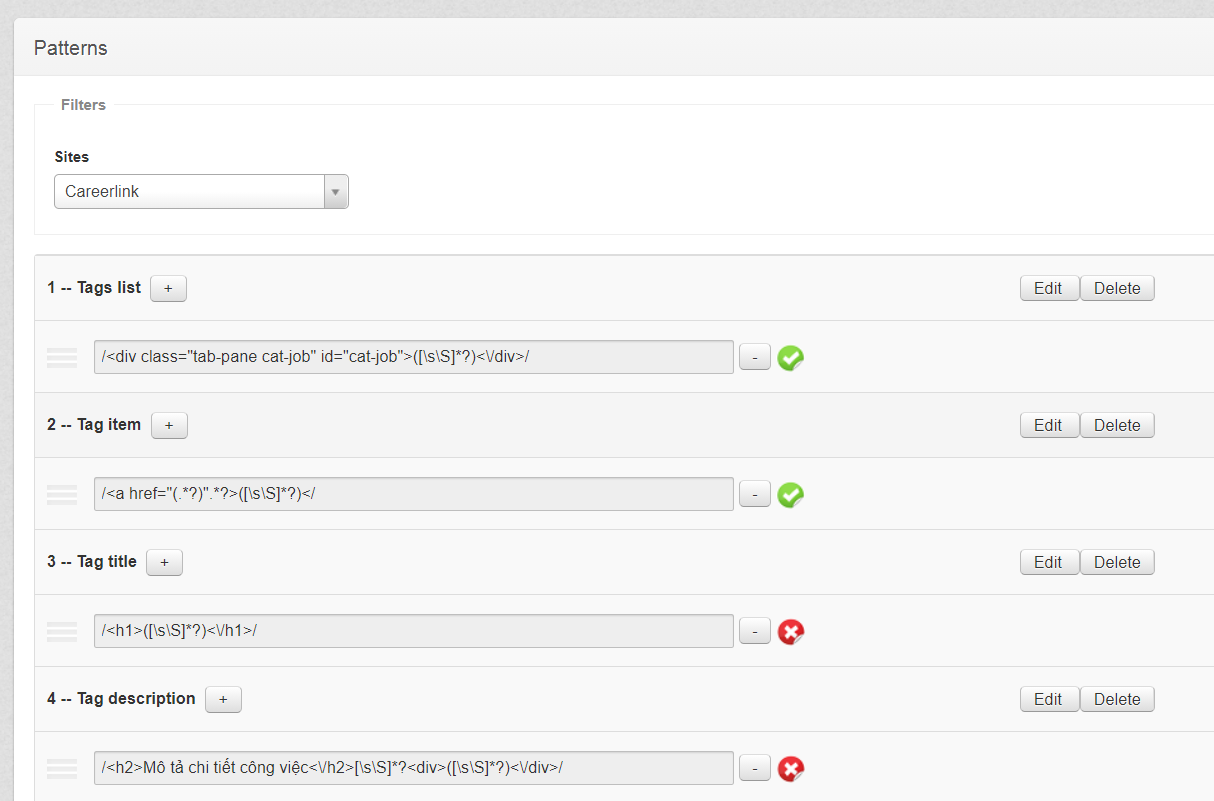 Patterns
Filters
Sites
Careerlink
1 -- Tags list +
Edit Delete
/<div class="tab-pane cat-job" id="cat-job">([\s\S]*?)<\/div>/ -
2 -- Tag item +
Edit Delete
/<a href="(.*?)".*?>([\s\S]*?)</ -
3 -- Tag title +
Edit Delete
/<h1>([\s\S]*?)<\/h1>/ -
4 -- Tag description +
Edit Delete
/<h2>Mô tả chi tiết công việc<\/h2>[\s\S]*?<div>([\s\S]*?)<\/div>/ -